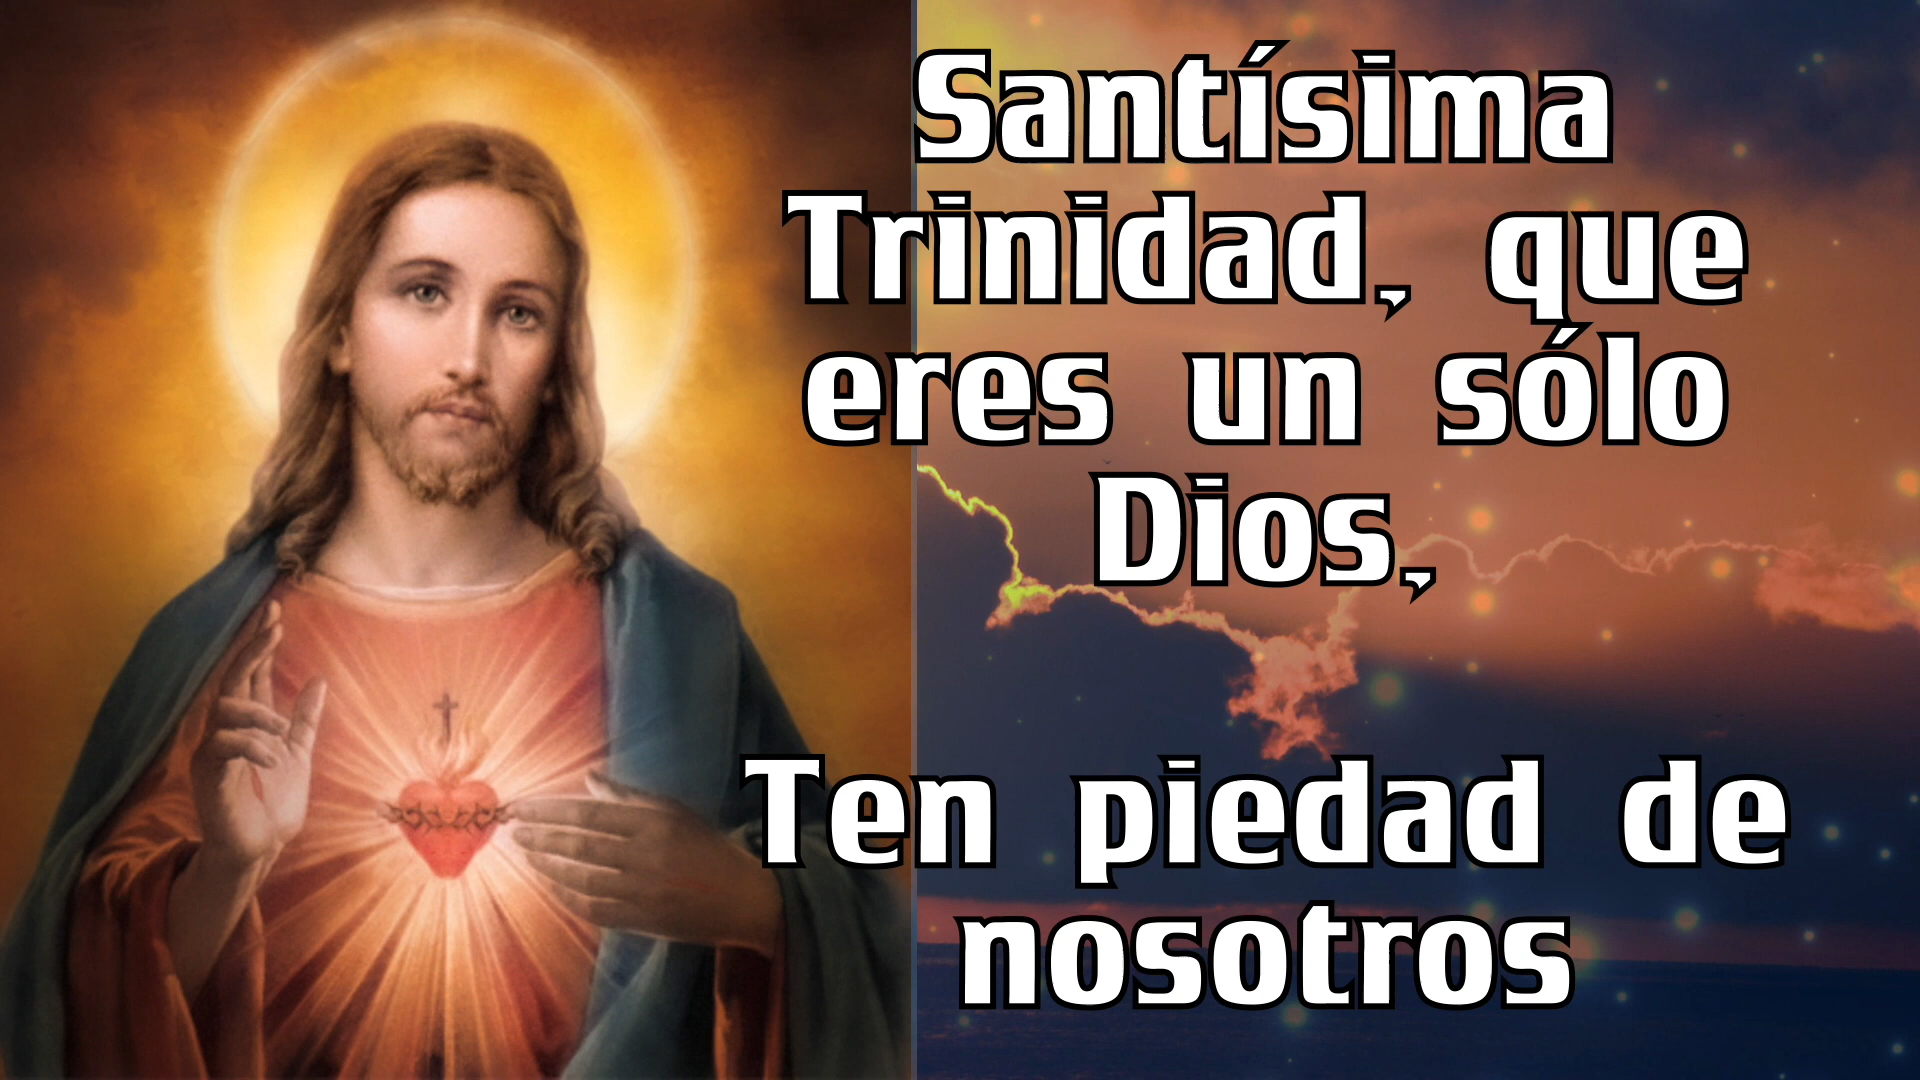 Santísima
Trinidad, que
eres un sólo
Dios,
Ten piedad de
nosotros